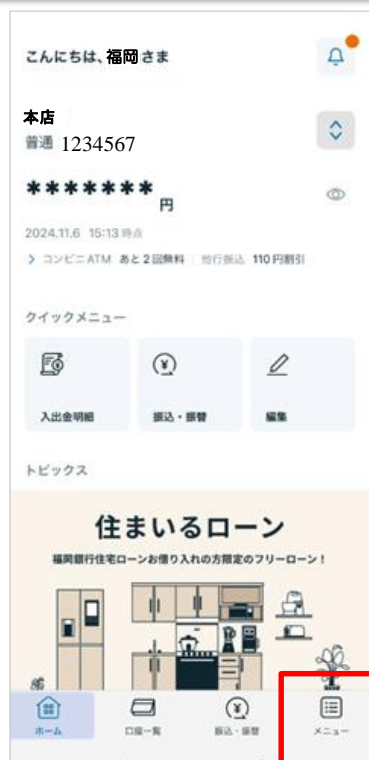 こんにちは、福岡さま
本店
普通 1234567
*******円
2024.11.6 15:13 時点
> コンビニATM あと2回無料 | 他行振込 110円割引
クイックメニュー
入出金明細 振込・振替 編集
トピックス
住まいるローン
福岡銀行住宅ローンお借り入れの方限定のフリーローン！
ホーム 口座一覧 振込・振替 メニュー